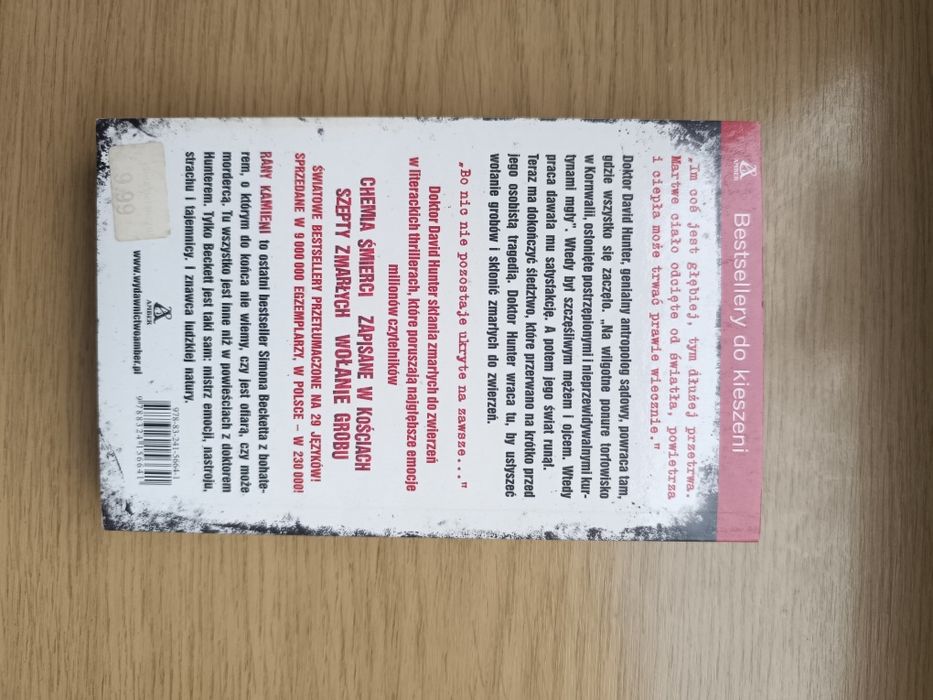 AMBER
Bestsellery do kieszeni
„Im coś jest głębiej, tym dłużej przetrwa.
Martwe ciało odcięte od światła, powietrza
i ciepła może trwać prawie wiecznie."
Doktor David Hunter, genialny antropolog sądowy, powraca tam,
gdzie wszystko się zaczęło. „Na wilgotne ponure torfowisko
w Kornwalii, osłonięte postrzępionymi i nieprzewidywalnymi kur-
tynami mgły". Wtedy był szczęśliwym mężem i ojcem. Wtedy
praca dawała mu satysfakcję. A potem jego świat runął.
Teraz ma dokończyć śledztwo, które przerwano na krótko przed
jego osobistą tragedią. Doktor Hunter wraca tu, by usłyszeć
wołanie grobów i skłonić zmarłych do zwierzeń.
„Bo nic nie pozostaje ukryte na zawsze..."
Doktor David Hunter skłania zmarłych do zwierzeń
w literackich thrillerach, które poruszają najgłębsze emocje
milionów czytelników
CHEMIA ŚMIERCI ZAPISANE W KOŚCIACH
SZEPTY ZMARŁYCH WOŁANIE GROBU
ŚWIATOWE BESTSELLERY PRZETŁUMACZONE NA 29 JĘZYKÓW!
SPRZEDANE W 9 000 000 EGZEMPLARZY, W POLSCE – W 230 000!
RANY KAMIENI to ostatni bestseller Simona Becketta z bohate-
rem, o którym do końca nie wiemy, czy jest ofiarą, czy może
mordercą. Tu wszystko jest inne niż w powieściach z doktorem
Hunterem. Tylko Beckett jest taki sam: mistrz emocji, nastroju,
strachu i tajemnicy. I znawca ludzkiej natury.
9.99
AMBER
www.wydawnictwoamber.pl
978-83-241-5664-1
9788324156641